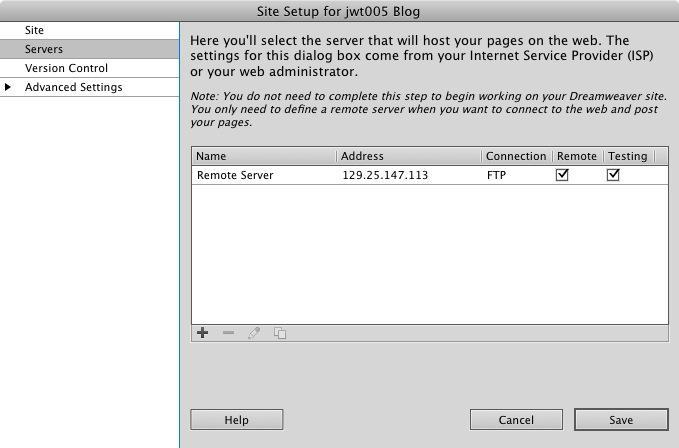 Site Setup for jwt005 Blog
Site
Servers
Version Control
Advanced Settings
Here you'll select the server that will host your pages on the web. The
settings for this dialog box come from your Internet Service Provider (ISP)
or your web administrator.
Note: You do not need to complete this step to begin working on your Dreamweaver site.
You only need to define a remote server when you want to connect to the web and post
your pages.
Name Address Connection Remote Testing
Remote Server 129.25.147.113 FTP
Help Cancel Save